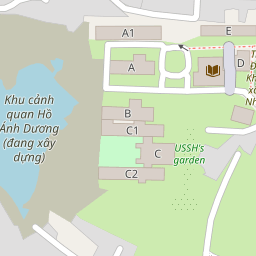 A1
E
A
D
Khu cảnh
quan Hồ
Ánh Dương
(đang xây
dựng)
B
C1
C
USSH's
garden
C2